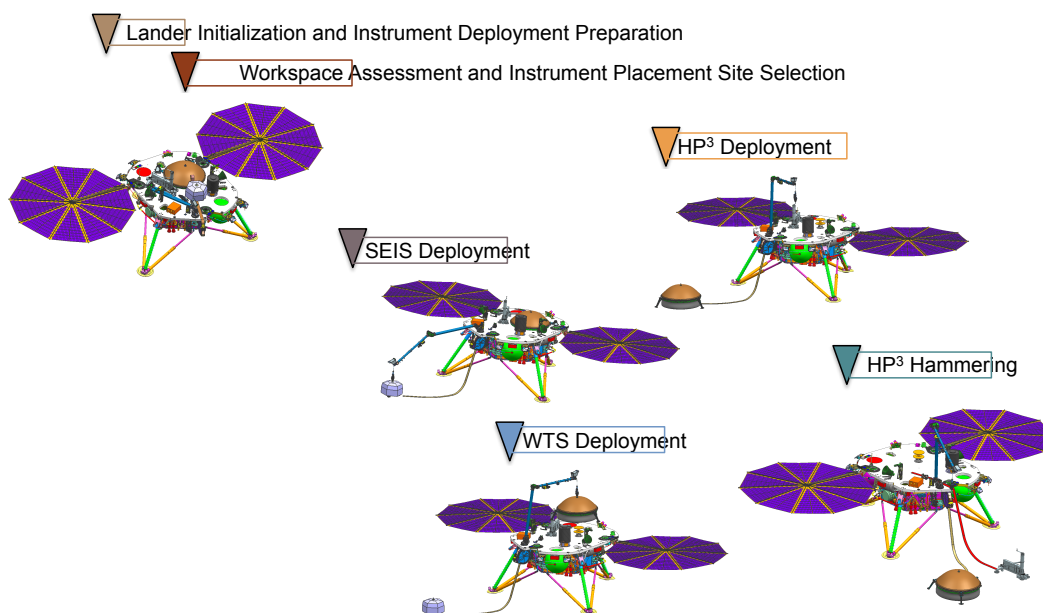 Lander Initialization and Instrument Deployment Preparation
Workspace Assessment and Instrument Placement Site Selection
HP³ Deployment
SEIS Deployment
HP³ Hammering
WTS Deployment